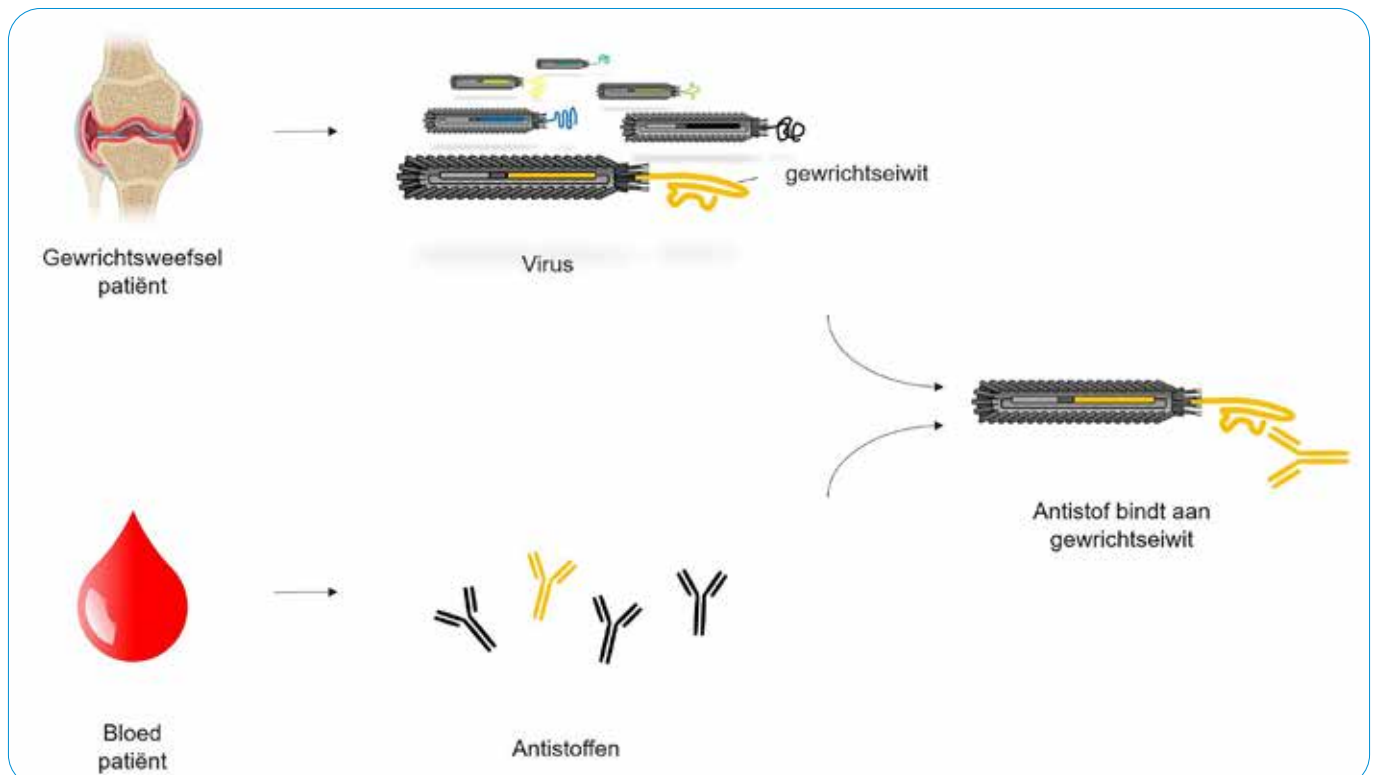 gewrichtseiwit
Gewrichtsweefsel
patiënt
Virus
Antistof bindt aan
gewrichtseiwit
Bloed
patiënt
Antistoffen